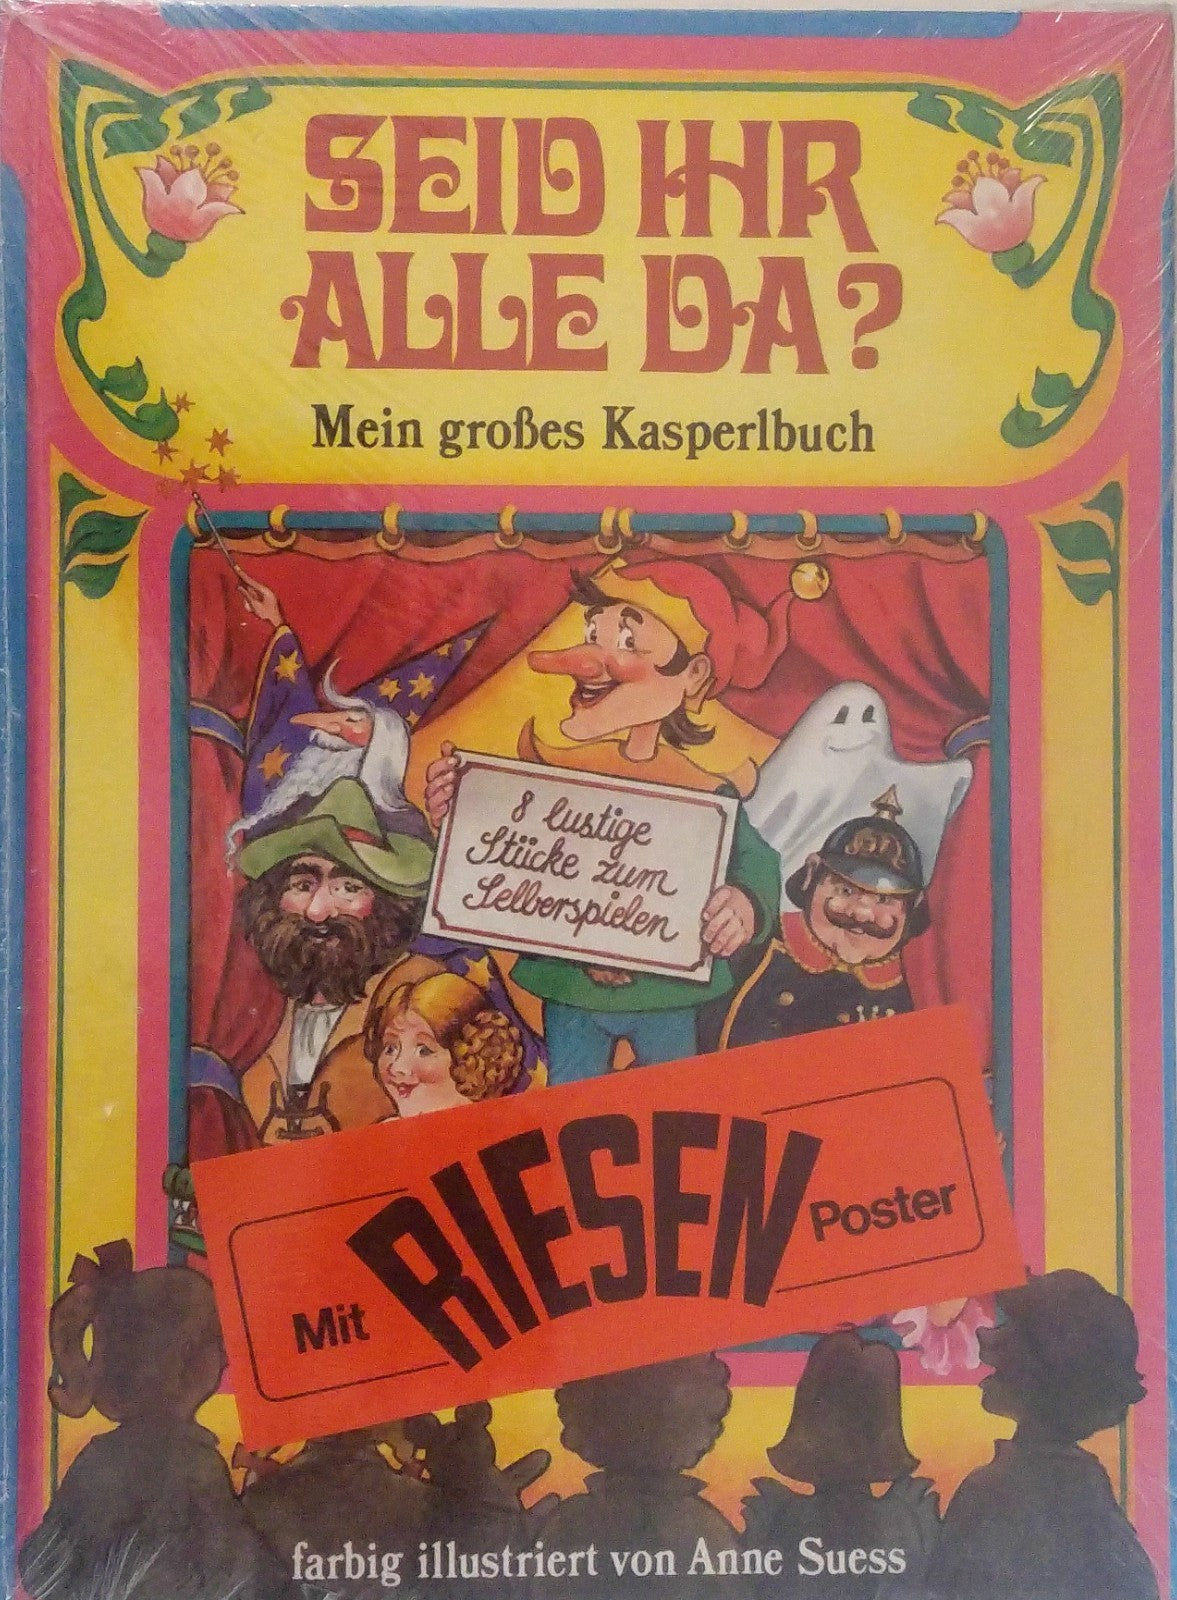 SEID IHR
ALLE DA?
Mein großes Kasperlbuch
8 lustige
Stücke zum
Selberspielen
Mit RIESEN Poster
farbig illustriert von Anne Suess